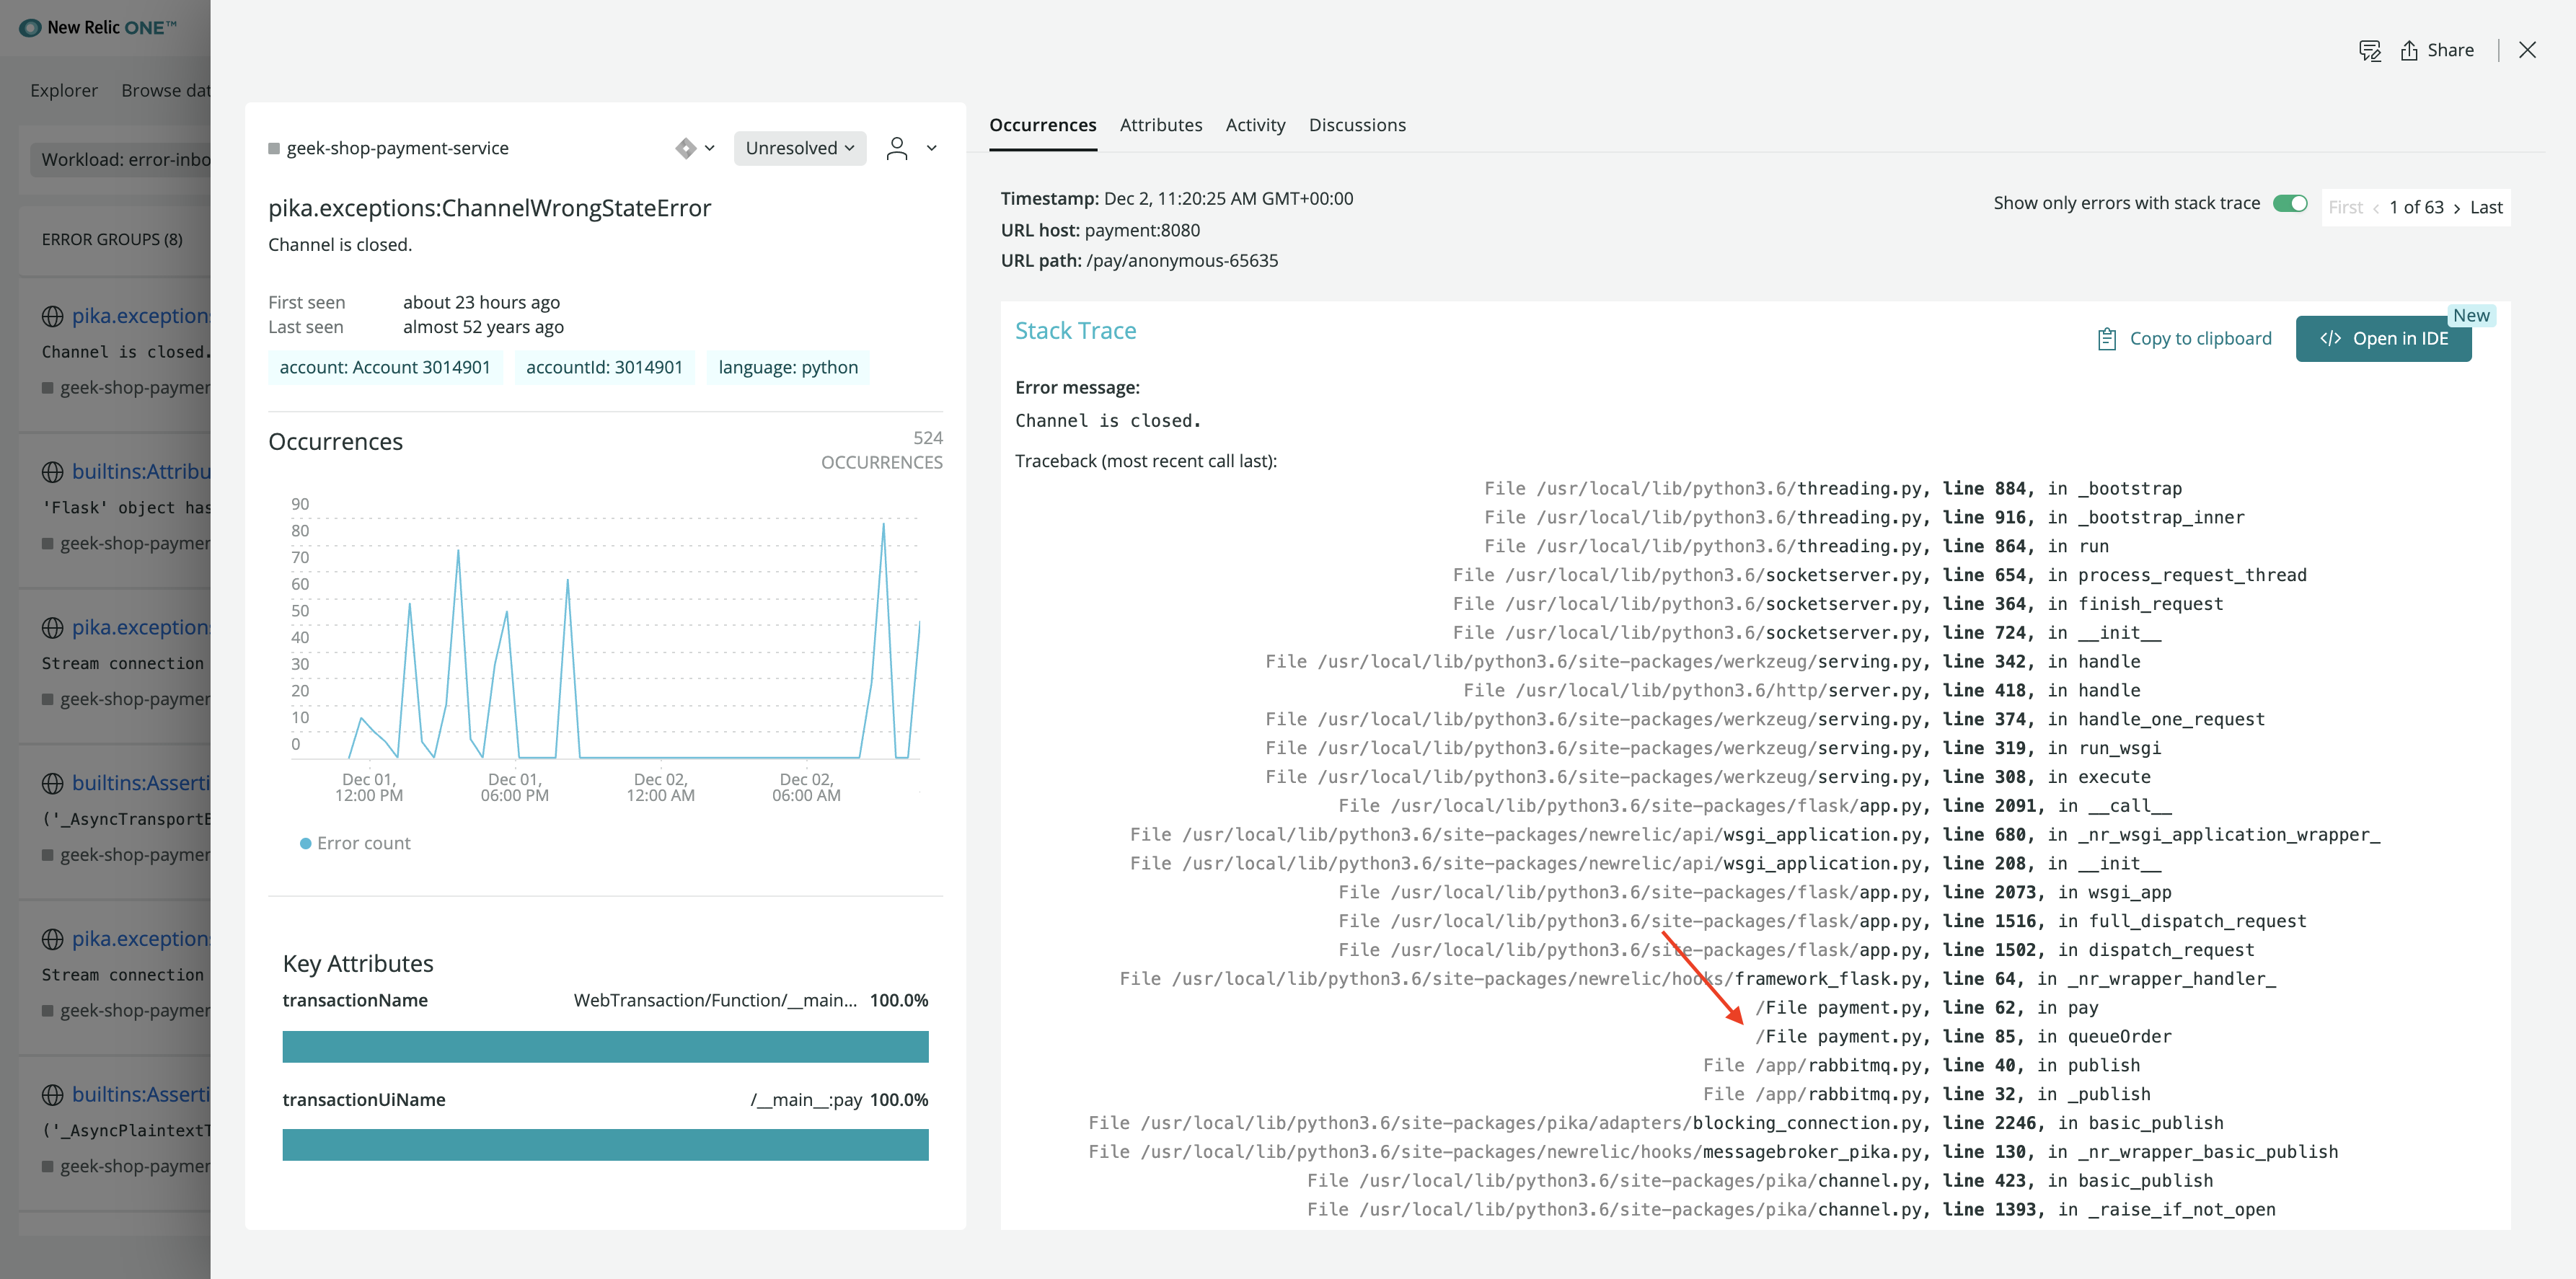 New Relic ONE™
Share
Explorer Browse dat
Workload: error-inbo
ERROR GROUPS (8)
pika.exceptions
Channel is closed.
geek-shop-paymer
builtins:Attribu
'Flask' object has
geek-shop-paymer
pika.exceptions
Stream connection
geek-shop-paymer
builtins:Asserti
('_AsyncTransportE
geek-shop-paymer
pika.exceptions
Stream connection
geek-shop-paymer
builtins:Asserti
('_AsyncPlaintextT
geek-shop-paymer
geek-shop-payment-service
Unresolved
pika.exceptions:ChannelWrongStateError
Channel is closed.
First seen about 23 hours ago
Last seen almost 52 years ago
account: Account 3014901 accountId: 3014901 language: python
Occurrences
524
OCCURRENCES
90
80
70
60
50
40
30
20
10
0
Dec 01, 12:00 PM
Dec 01, 06:00 PM
Dec 02, 12:00 AM
Dec 02, 06:00 AM
Error count
Key Attributes
transactionName WebTransaction/Function/__main... 100.0%
transactionUiName /__main__:pay 100.0%
Occurrences Attributes Activity Discussions
Timestamp: Dec 2, 11:20:25 AM GMT+00:00
URL host: payment:8080
URL path: /pay/anonymous-65635
Show only errors with stack trace
First < 1 of 63 > Last
Stack Trace
Copy to clipboard
</> Open in IDE
New
Error message:
Channel is closed.
Traceback (most recent call last):
File /usr/local/lib/python3.6/threading.py, line 884, in _bootstrap
File /usr/local/lib/python3.6/threading.py, line 916, in _bootstrap_inner
File /usr/local/lib/python3.6/threading.py, line 864, in run
File /usr/local/lib/python3.6/socketserver.py, line 654, in process_request_thread
File /usr/local/lib/python3.6/socketserver.py, line 364, in finish_request
File /usr/local/lib/python3.6/socketserver.py, line 724, in __init__
File /usr/local/lib/python3.6/site-packages/werkzeug/serving.py, line 342, in handle
File /usr/local/lib/python3.6/http/server.py, line 418, in handle
File /usr/local/lib/python3.6/site-packages/werkzeug/serving.py, line 374, in handle_one_request
File /usr/local/lib/python3.6/site-packages/werkzeug/serving.py, line 319, in run_wsgi
File /usr/local/lib/python3.6/site-packages/werkzeug/serving.py, line 308, in execute
File /usr/local/lib/python3.6/site-packages/flask/app.py, line 2091, in __call__
File /usr/local/lib/python3.6/site-packages/newrelic/api/wsgi_application.py, line 680, in _nr_wsgi_application_wrapper_
File /usr/local/lib/python3.6/site-packages/newrelic/api/wsgi_application.py, line 208, in __init__
File /usr/local/lib/python3.6/site-packages/flask/app.py, line 2073, in wsgi_app
File /usr/local/lib/python3.6/site-packages/flask/app.py, line 1516, in full_dispatch_request
File /usr/local/lib/python3.6/site-packages/flask/app.py, line 1502, in dispatch_request
File /usr/local/lib/python3.6/site-packages/newrelic/hooks/framework_flask.py, line 64, in _nr_wrapper_handler_
/File payment.py, line 62, in pay
/File payment.py, line 85, in queueOrder
File /app/rabbitmq.py, line 40, in publish
File /app/rabbitmq.py, line 32, in _publish
File /usr/local/lib/python3.6/site-packages/pika/adapters/blocking_connection.py, line 2246, in basic_publish
File /usr/local/lib/python3.6/site-packages/newrelic/hooks/messagebroker_pika.py, line 130, in _nr_wrapper_basic_publish
File /usr/local/lib/python3.6/site-packages/pika/channel.py, line 423, in basic_publish
File /usr/local/lib/python3.6/site-packages/pika/channel.py, line 1393, in _raise_if_not_open